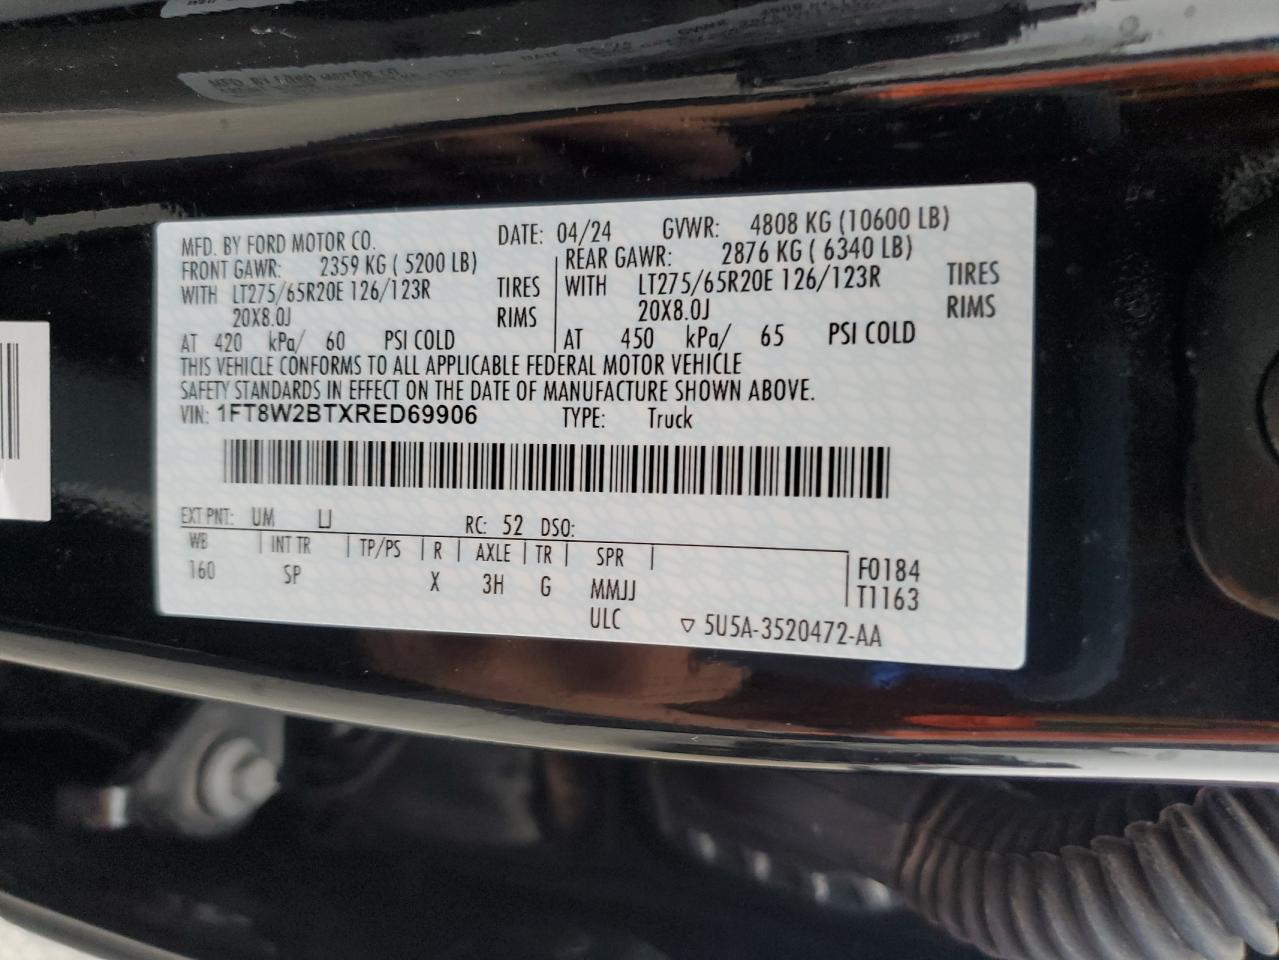 MFD. BY FORD MOTOR CO.
DATE: 04/24 GVWR: 4808 KG (10600 LB)
FRONT GAWR: 2359 KG ( 5200 LB) REAR GAWR: 2876 KG ( 6340 LB)
WITH LT275/65R20E 126/123R TIRES WITH LT275/65R20E 126/123R TIRES
20X8.0J RIMS 20X8.0J RIMS
AT 420 kPa/ 60 PSI COLD AT 450 kPa/ 65 PSI COLD
THIS VEHICLE CONFORMS TO ALL APPLICABLE FEDERAL MOTOR VEHICLE
SAFETY STANDARDS IN EFFECT ON THE DATE OF MANUFACTURE SHOWN ABOVE.
VIN: 1FT8W2BTXRED69906 TYPE: Truck
EXT PNT: UM LJ RC: 52 DSO:
WB INT TR TP/PS R AXLE TR SPR
160 SP X 3H G MMJJ
F0184
T1163
ULC ▽ 5U5A-3520472-AA